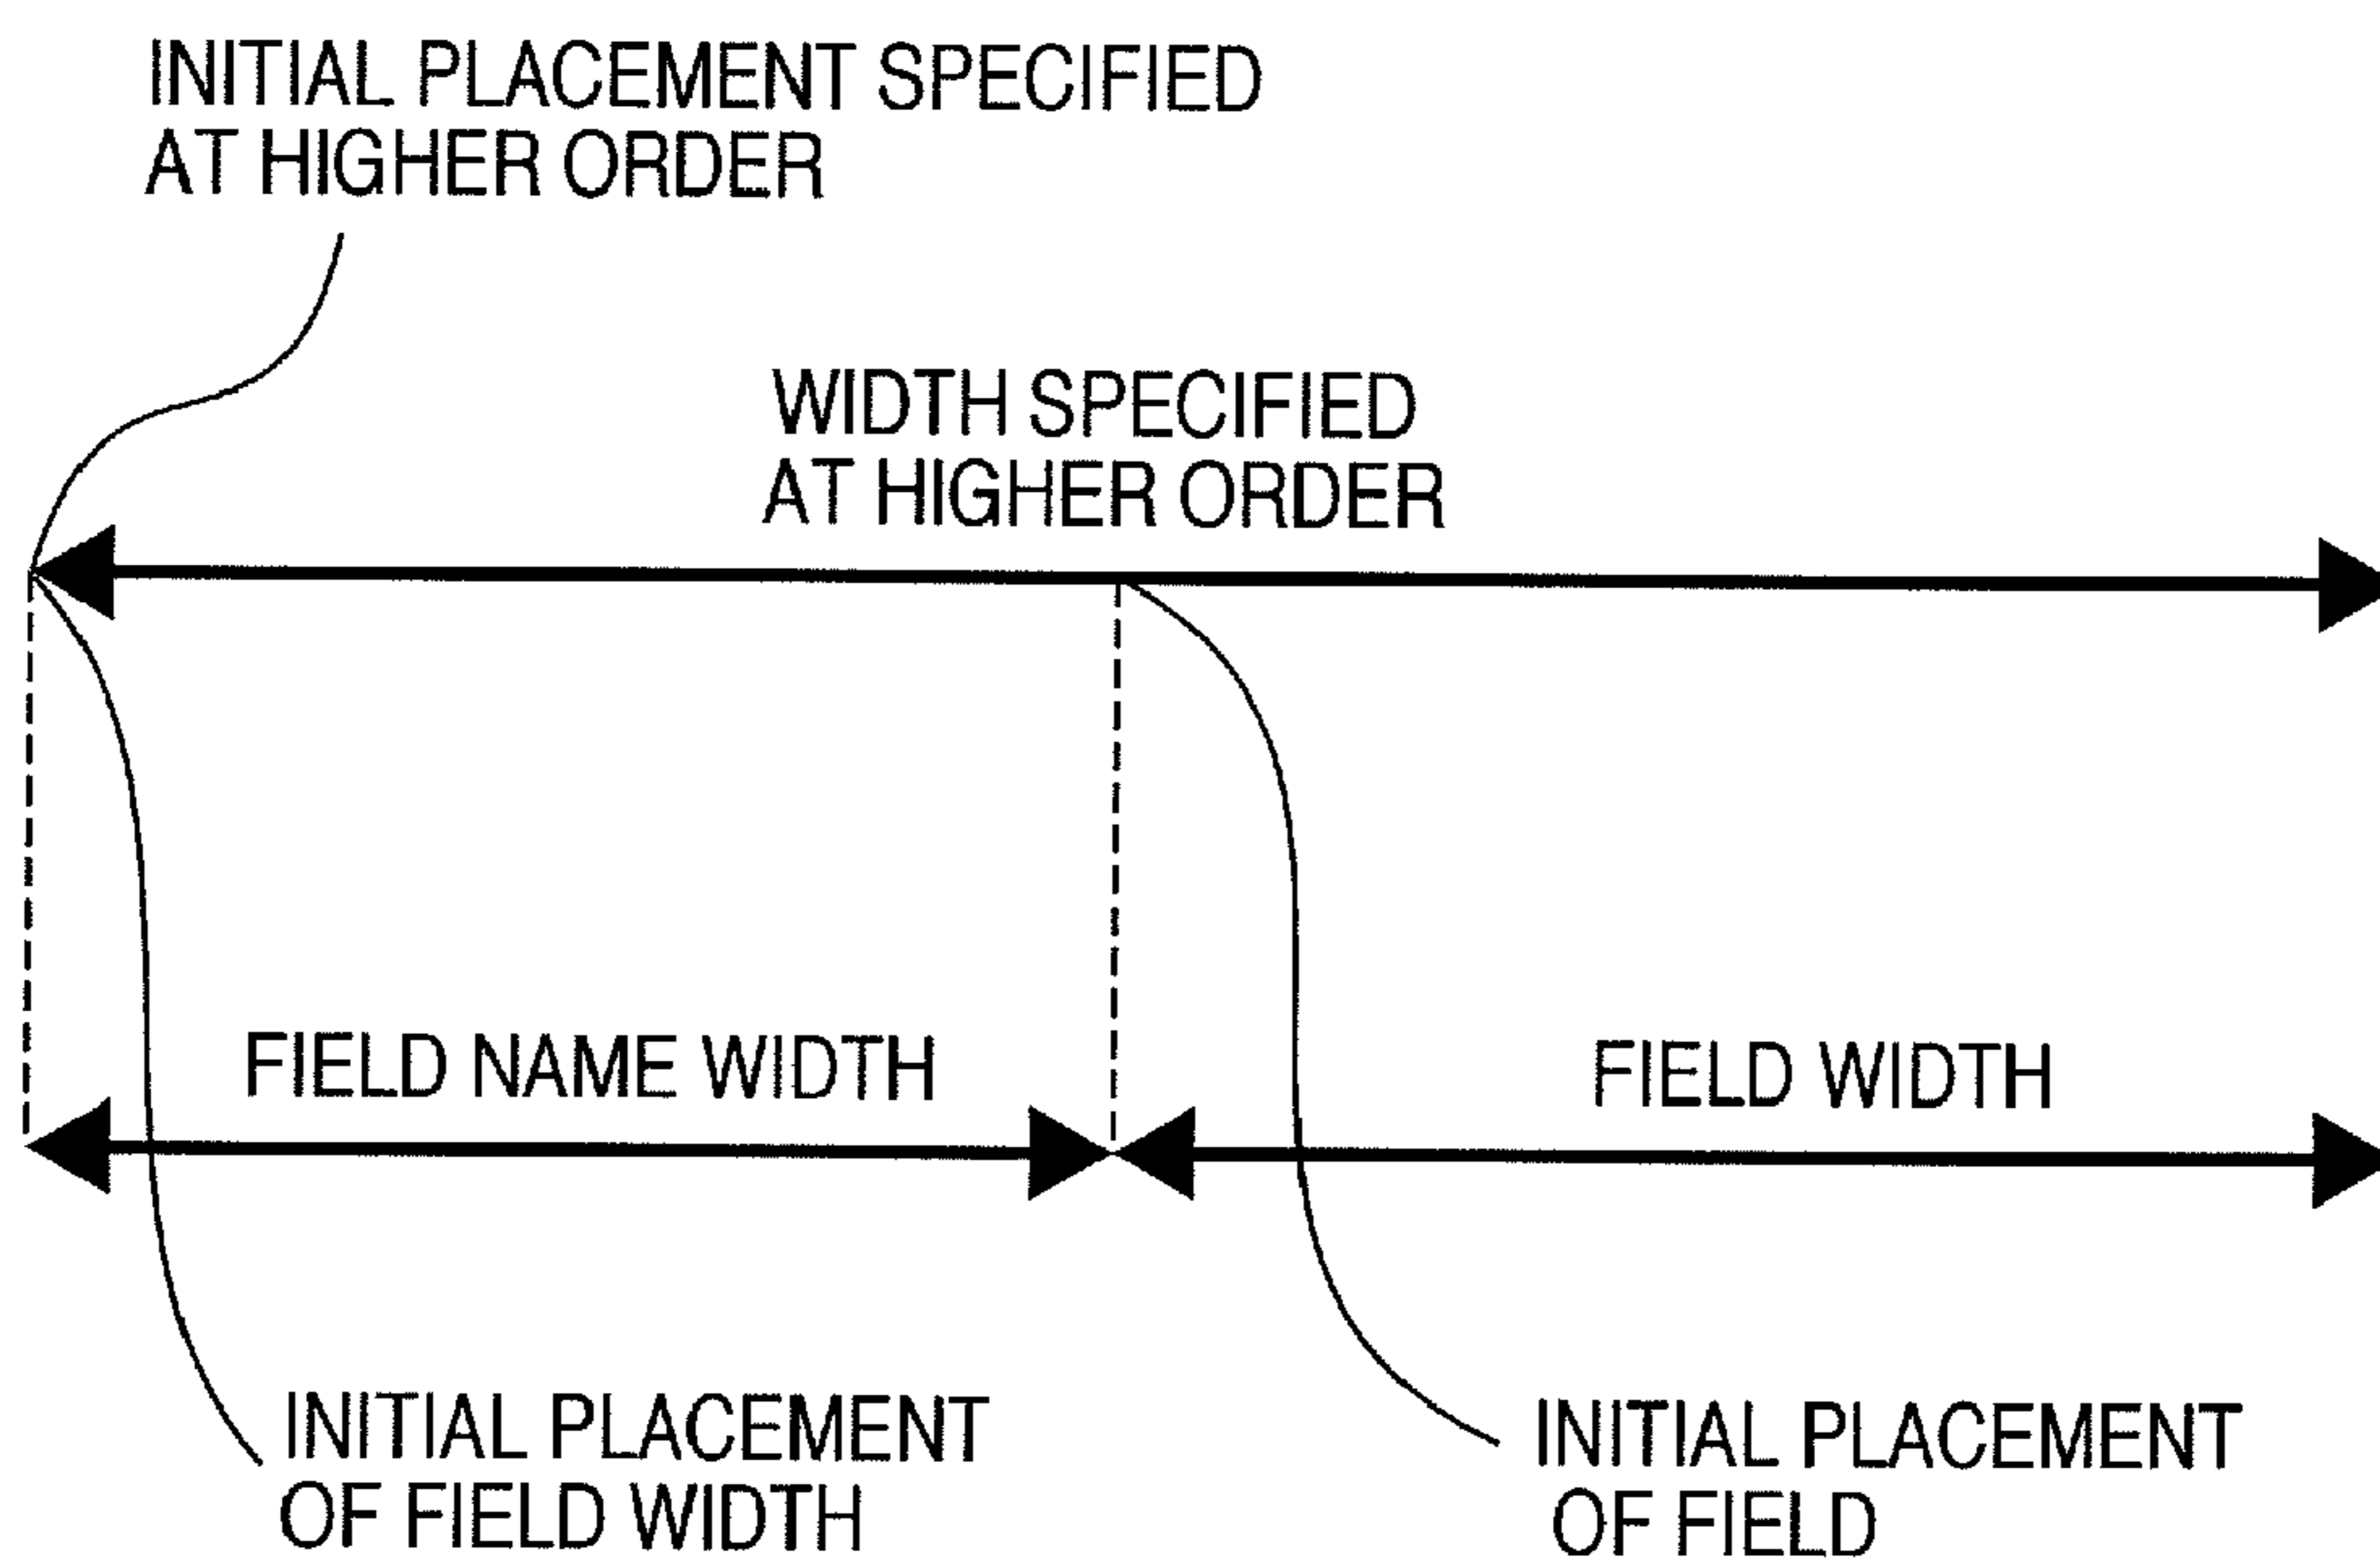 INITIAL PLACEMENT SPECIFIED
AT HIGHER ORDER
WIDTH SPECIFIED
AT HIGHER ORDER
FIELD NAME WIDTH
FIELD WIDTH
INITIAL PLACEMENT
OF FIELD WIDTH
INITIAL PLACEMENT
OF FIELD